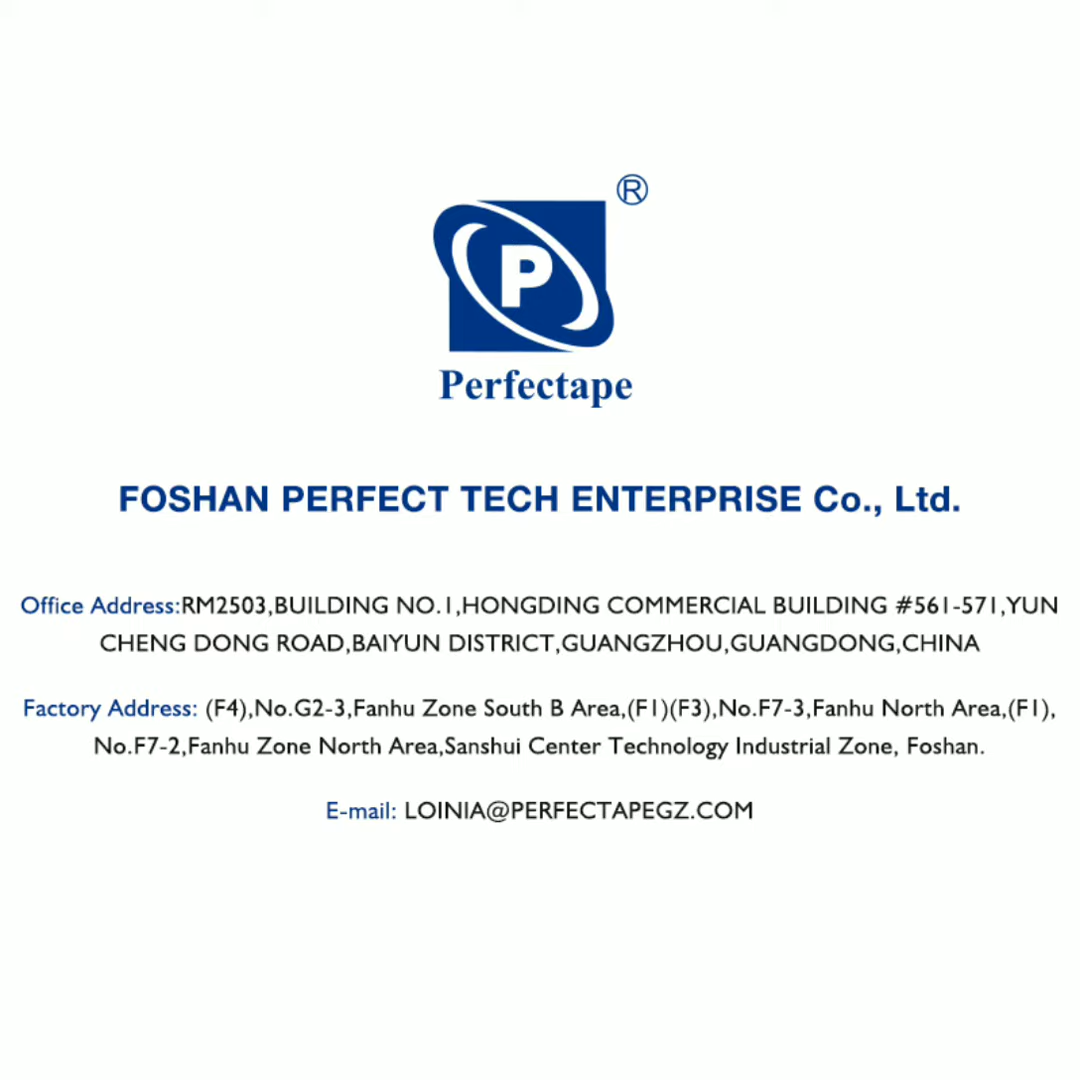 ®
P
Perfectape
FOSHAN PERFECT TECH ENTERPRISE Co., Ltd.
Office Address:RM2503,BUILDING NO.1,HONGDING COMMERCIAL BUILDING #561-571,YUN
CHENG DONG ROAD,BAIYUN DISTRICT,GUANGZHOU,GUANGDONG,CHINA
Factory Address: (F4),No.G2-3,Fanhu Zone South B Area,(F1)(F3),No.F7-3,Fanhu North Area,(F1),
No.F7-2,Fanhu Zone North Area,Sanshui Center Technology Industrial Zone, Foshan.
E-mail: LOINIA@PERFECTAPEGZ.COM